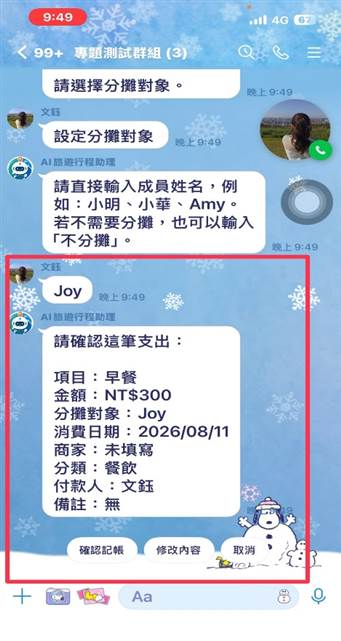 9:49
4G 67
99+ 專題測試群組 (3)
請選擇分攤對象。
晚上 9:49
文鈺
設定分攤對象
晚上 9:49
AI旅遊行程助理
請直接輸入成員姓名，例
如：小明、小華、Amy。
若不需要分攤，也可以輸入
「不分攤」。
晚上 9:49
文鈺
Joy
晚上 9:49
AI旅遊行程助理
請確認這筆支出：
項目：早餐
金額：NT$300
分攤對象：Joy
消費日期：2026/08/11
商家：未填寫
分類：餐飲
付款人：文鈺
備註：無
確認記帳
修改內容
取消
Aa